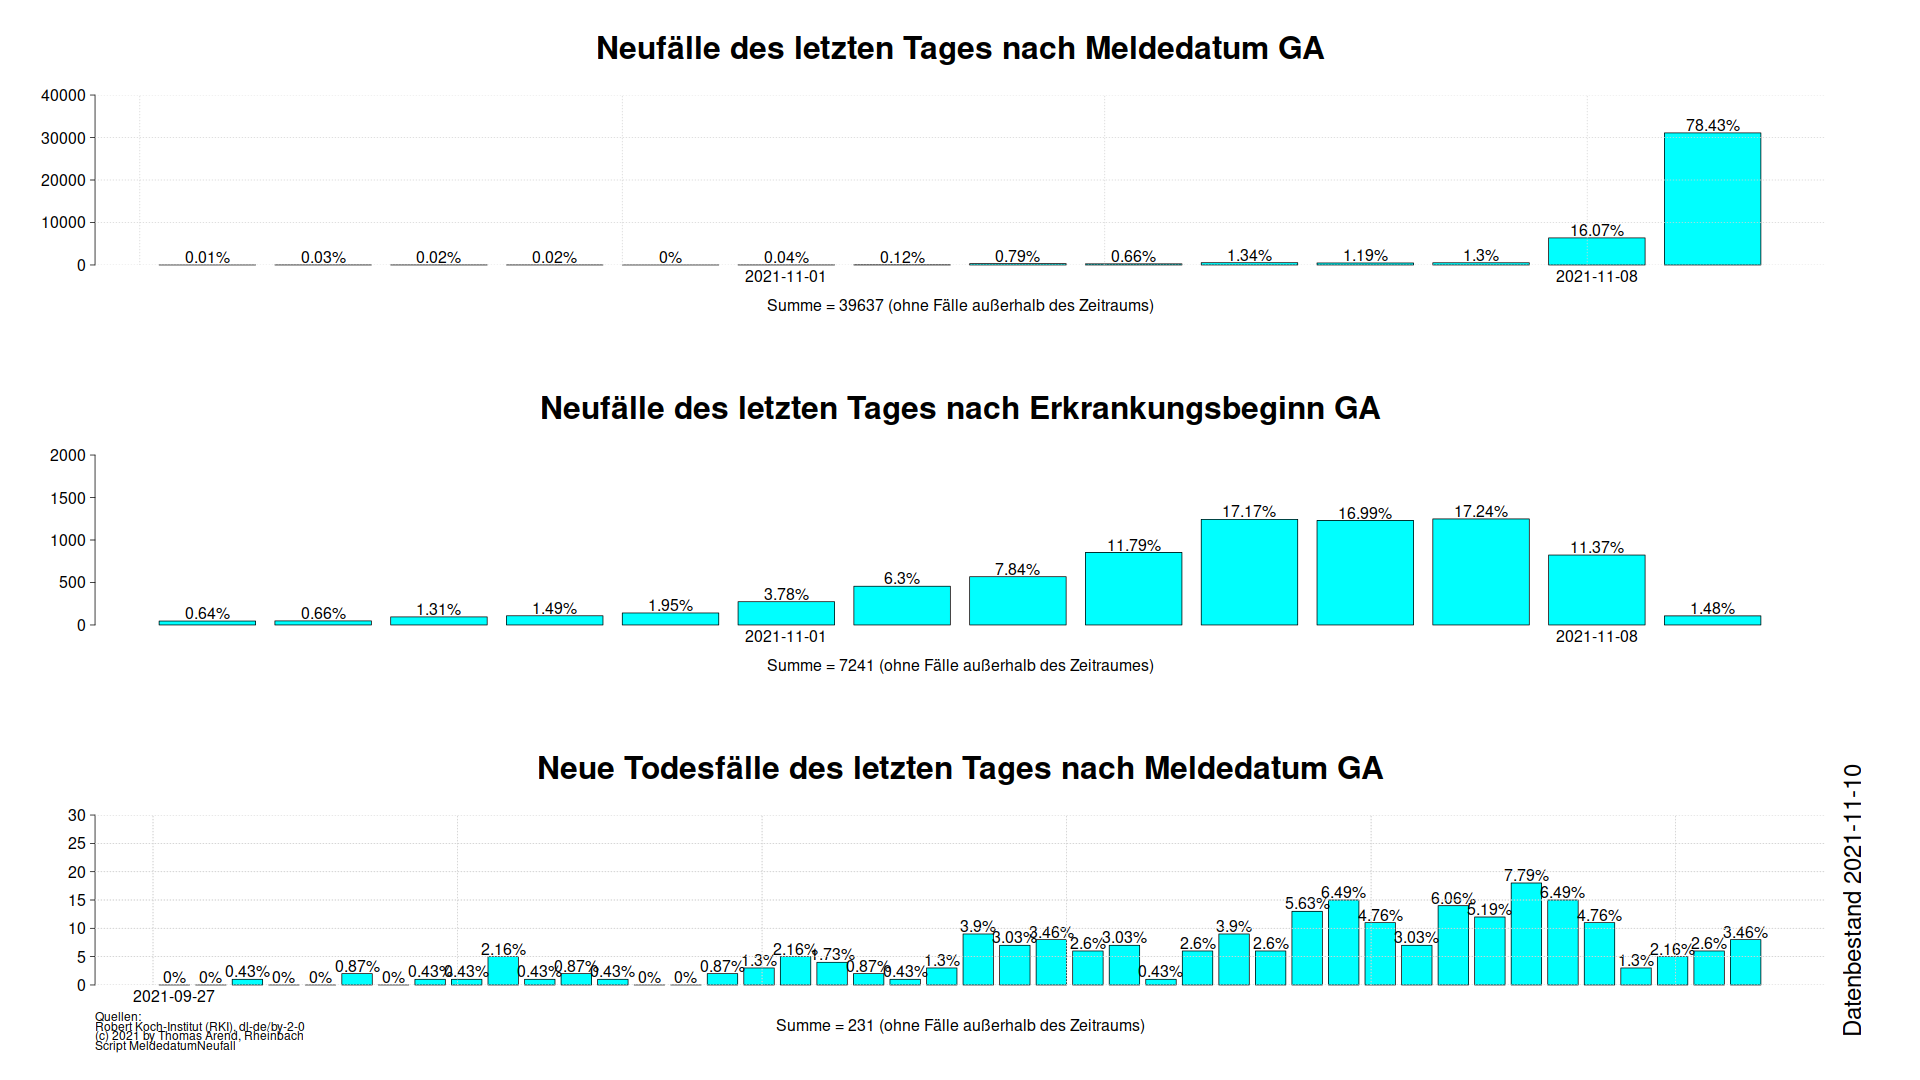 Neufälle des letzten Tages nach Meldedatum GA
40000
30000
20000
10000
0
0.01% 0.03% 0.02% 0.02% 0% 0.04% 0.12% 0.79% 0.66% 1.34% 1.19% 1.3% 16.07% 78.43%
2021-11-01 2021-11-08
Summe = 39637 (ohne Fälle außerhalb des Zeitraums)
Neufälle des letzten Tages nach Erkrankungsbeginn GA
2000
1500
1000
500
0
0.64% 0.66% 1.31% 1.49% 1.95% 3.78% 6.3% 7.84% 11.79% 17.17% 16.99% 17.24% 11.37% 1.48%
2021-11-01 2021-11-08
Summe = 7241 (ohne Fälle außerhalb des Zeitraumes)
Neue Todesfälle des letzten Tages nach Meldedatum GA
30
25
20
15
10
5
0
0% 0% 0.43% 0% 0% 0.87% 0% 0.43% 0.43% 2.16% 0.43% 0.87% 0.43% 0% 0% 0.87% 1.3% 2.16% 1.73% 0.87% 0.43% 1.3% 3.9% 3.03% 3.46% 2.6% 3.03% 0.43% 2.6% 3.9% 2.6% 5.63% 6.49% 4.76% 3.03% 6.06% 5.19% 7.79% 6.49% 4.76% 1.3% 2.16% 2.6% 3.46%
2021-09-27
Summe = 231 (ohne Fälle außerhalb des Zeitraums)
Quellen:
Robert Koch-Institut (RKI), dl-de/by-2-0
(c) 2021 by Thomas Arend, Rheinbach
Script MeldedatumNeufall
Datenbestand 2021-11-10